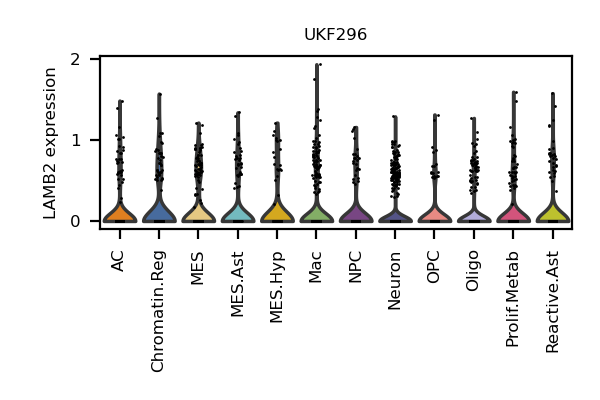 UKF296
LAMB2 expression
2
1
0
AC
Chromatin.Reg
MES
MES.Ast
MES.Hyp
Mac
NPC
Neuron
OPC
Oligo
Prolif.Metab
Reactive.Ast